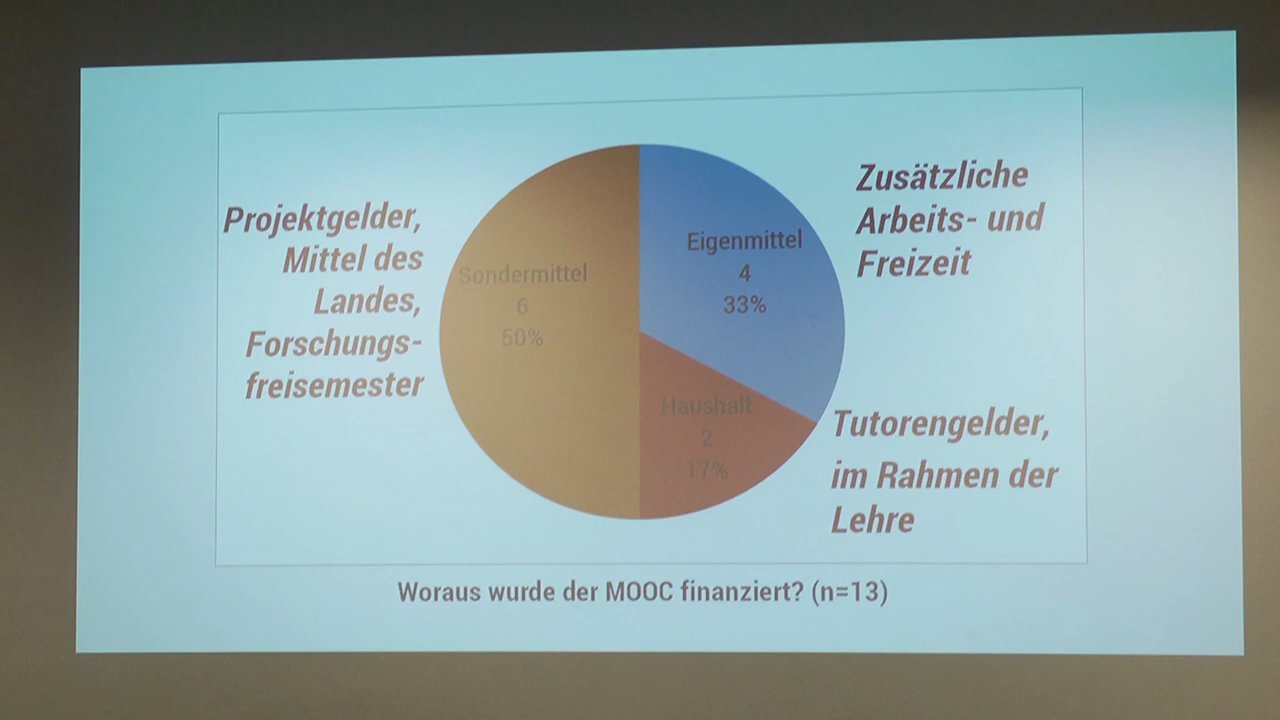 Projektgelder,
Mittel des
Landes,
Forschungs-
freisemester
Sondermittel
6
50%
Eigenmittel
4
33%
Haushalt
2
17%
Zusätzliche
Arbeits- und
Freizeit
Tutorengelder,
im Rahmen der
Lehre
Woraus wurde der MOOC finanziert? (n=13)